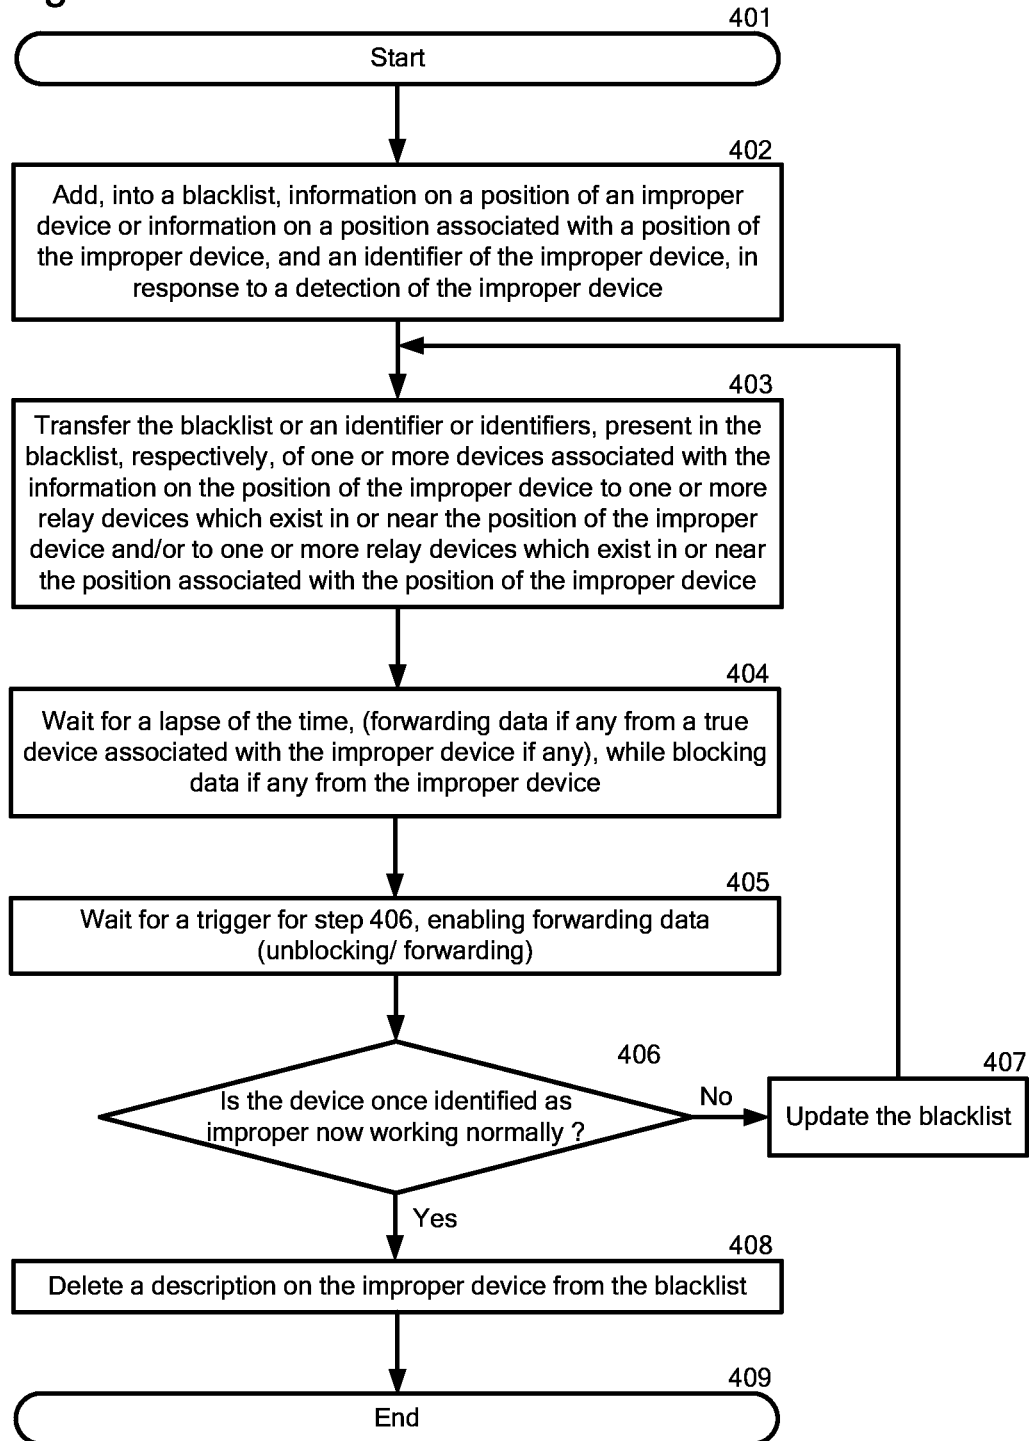 401
Start
402
Add, into a blacklist, information on a position of an improper
device or information on a position associated with a position of
the improper device, and an identifier of the improper device, in
response to a detection of the improper device
403
Transfer the blacklist or an identifier or identifiers, present in the
blacklist, respectively, of one or more devices associated with the
information on the position of the improper device to one or more
relay devices which exist in or near the position of the improper
device and/or to one or more relay devices which exist in or near
the position associated with the position of the improper device
404
Wait for a lapse of the time, (forwarding data if any from a true
device associated with the improper device if any), while blocking
data if any from the improper device
405
Wait for a trigger for step 406, enabling forwarding data
(unblocking/ forwarding)
406
Is the device once identified as
improper now working normally ?
No
407
Update the blacklist
Yes
408
Delete a description on the improper device from the blacklist
409
End